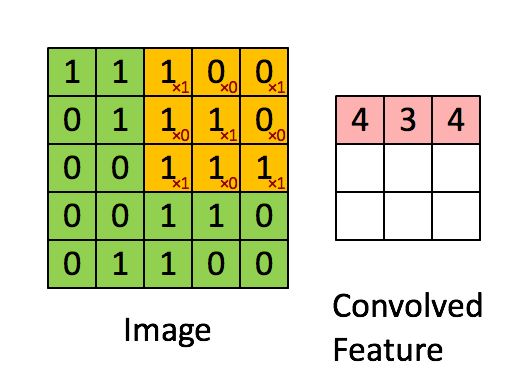 1 1 1×1 0×0 0×1
0 1 1×0 1×1 0×0
0 0 1×1 1×0 1×1
0 0 1 1 0
0 1 1 0 0
Image
4 3 4
Convolved
Feature